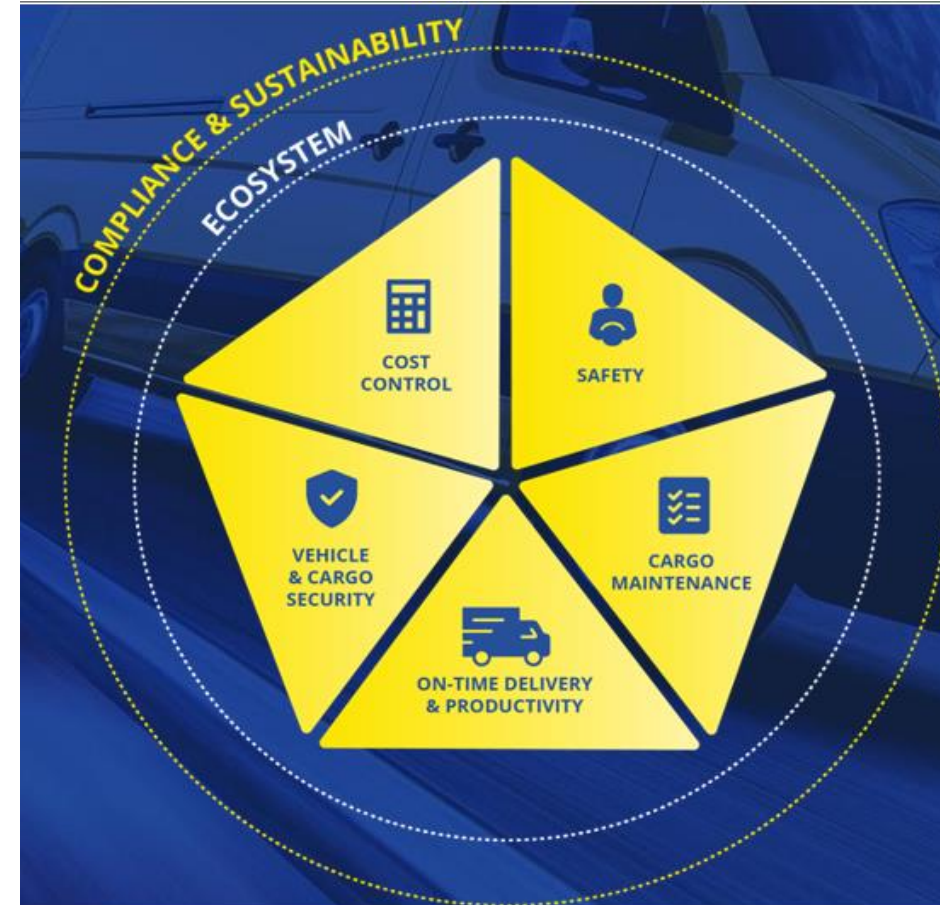 COMPLIANCE & SUSTAINABILITY
ECOSYSTEM
COST
CONTROL
SAFETY
VEHICLE
& CARGO
SECURITY
CARGO
MAINTENANCE
ON-TIME DELIVERY
& PRODUCTIVITY